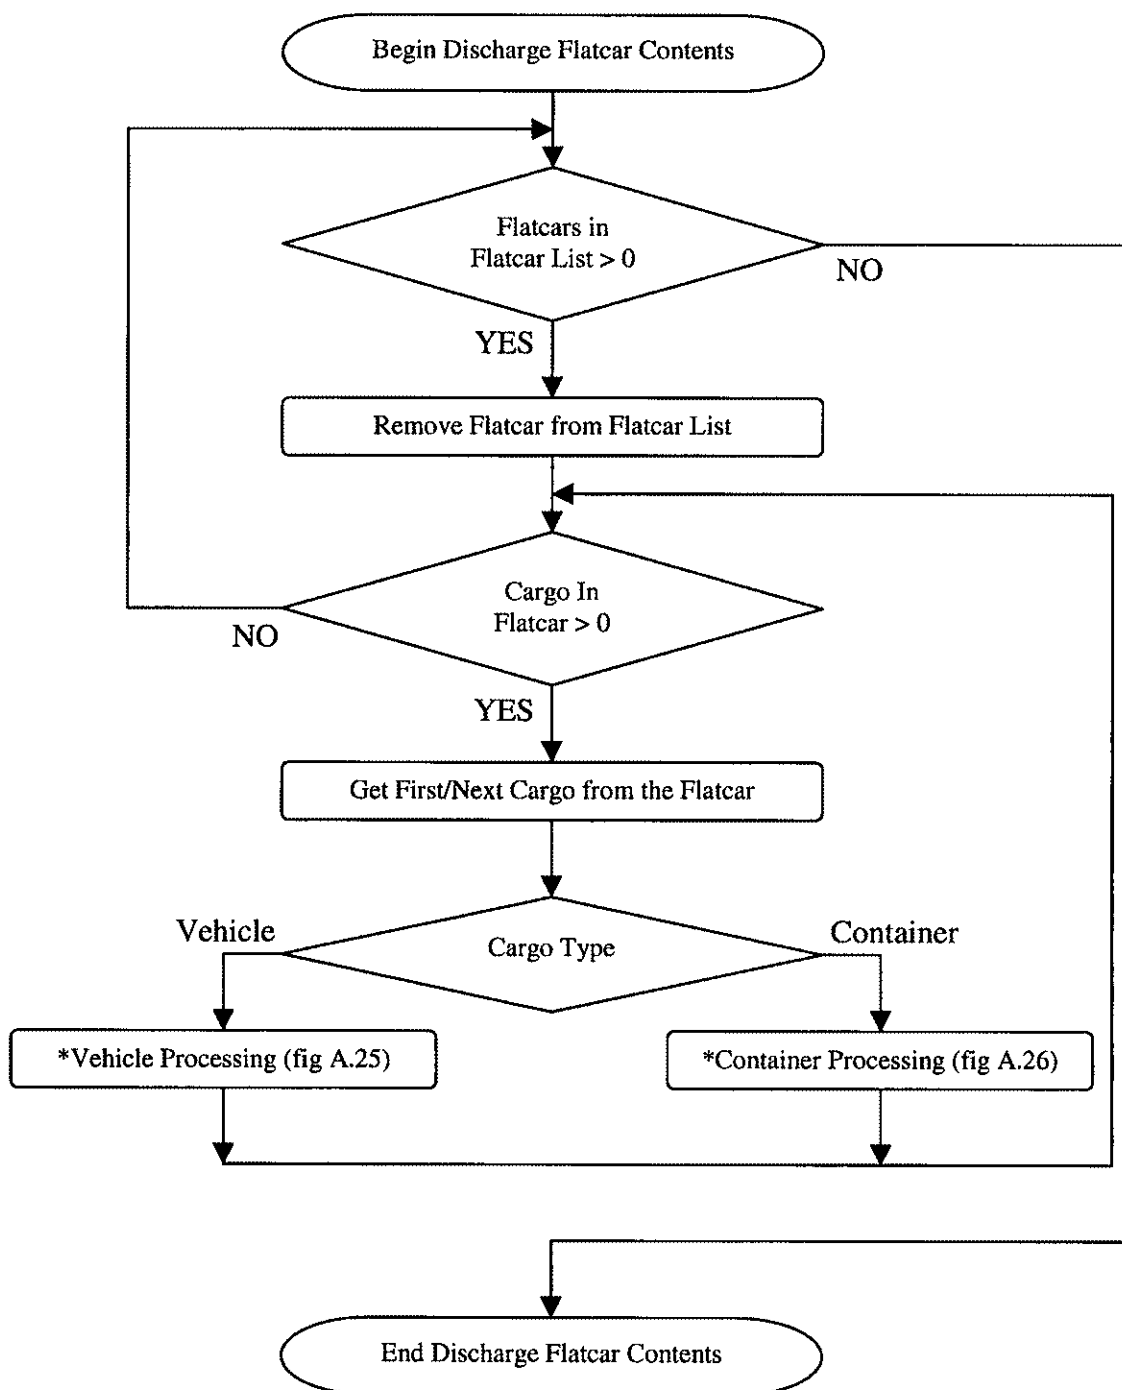 Begin Discharge Flatcar Contents
Flatcars in
Flatcar List > 0
NO
YES
Remove Flatcar from Flatcar List
Cargo In
Flatcar > 0
NO
YES
Get First/Next Cargo from the Flatcar
Vehicle
Cargo Type
Container
*Vehicle Processing (fig A.25)
*Container Processing (fig A.26)
End Discharge Flatcar Contents